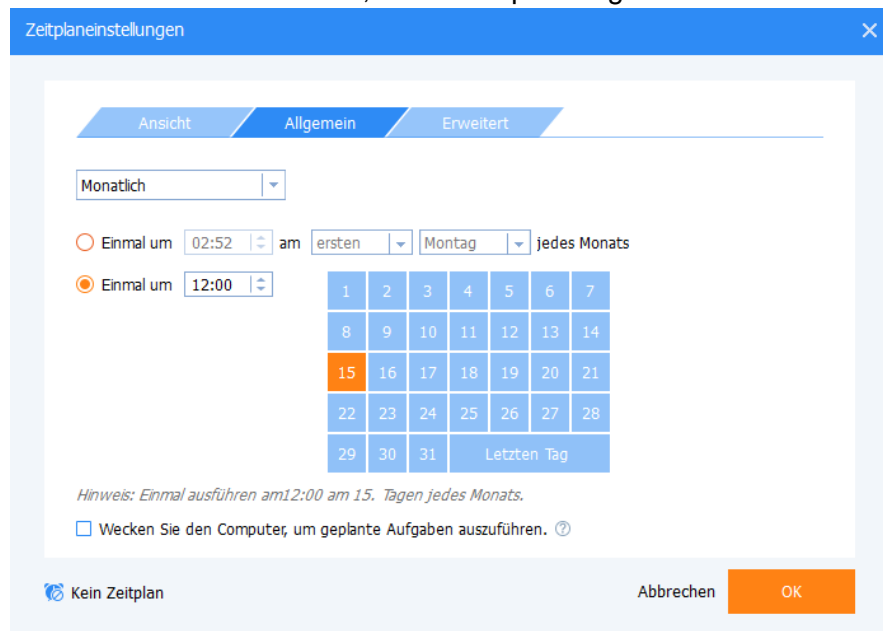 Zeitplaneinstellungen
Ansicht Allgemein Erweitert
Monatlich
Einmal um 02:52 am ersten Montag jedes Monats
Einmal um 12:00
1 2 3 4 5 6 7
8 9 10 11 12 13 14
15 16 17 18 19 20 21
22 23 24 25 26 27 28
29 30 31 Letzten Tag
Hinweis: Einmal ausführen am12:00 am 15. Tagen jedes Monats.
Wecken Sie den Computer, um geplante Aufgaben auszuführen. ?
Kein Zeitplan Abbrechen OK